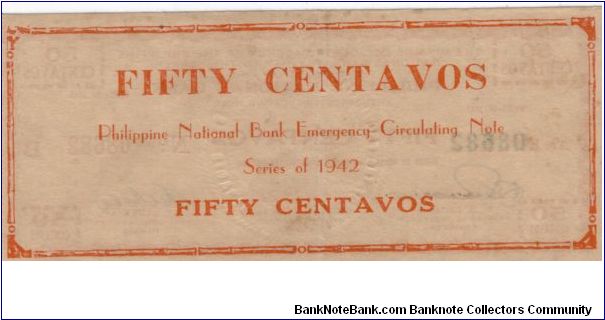 FIFTY CENTAVOS
Philippine National Bank Emergency Circulating Note
Series of 1942
FIFTY CENTAVOS
BankNoteBank.com Banknote Collectors Community